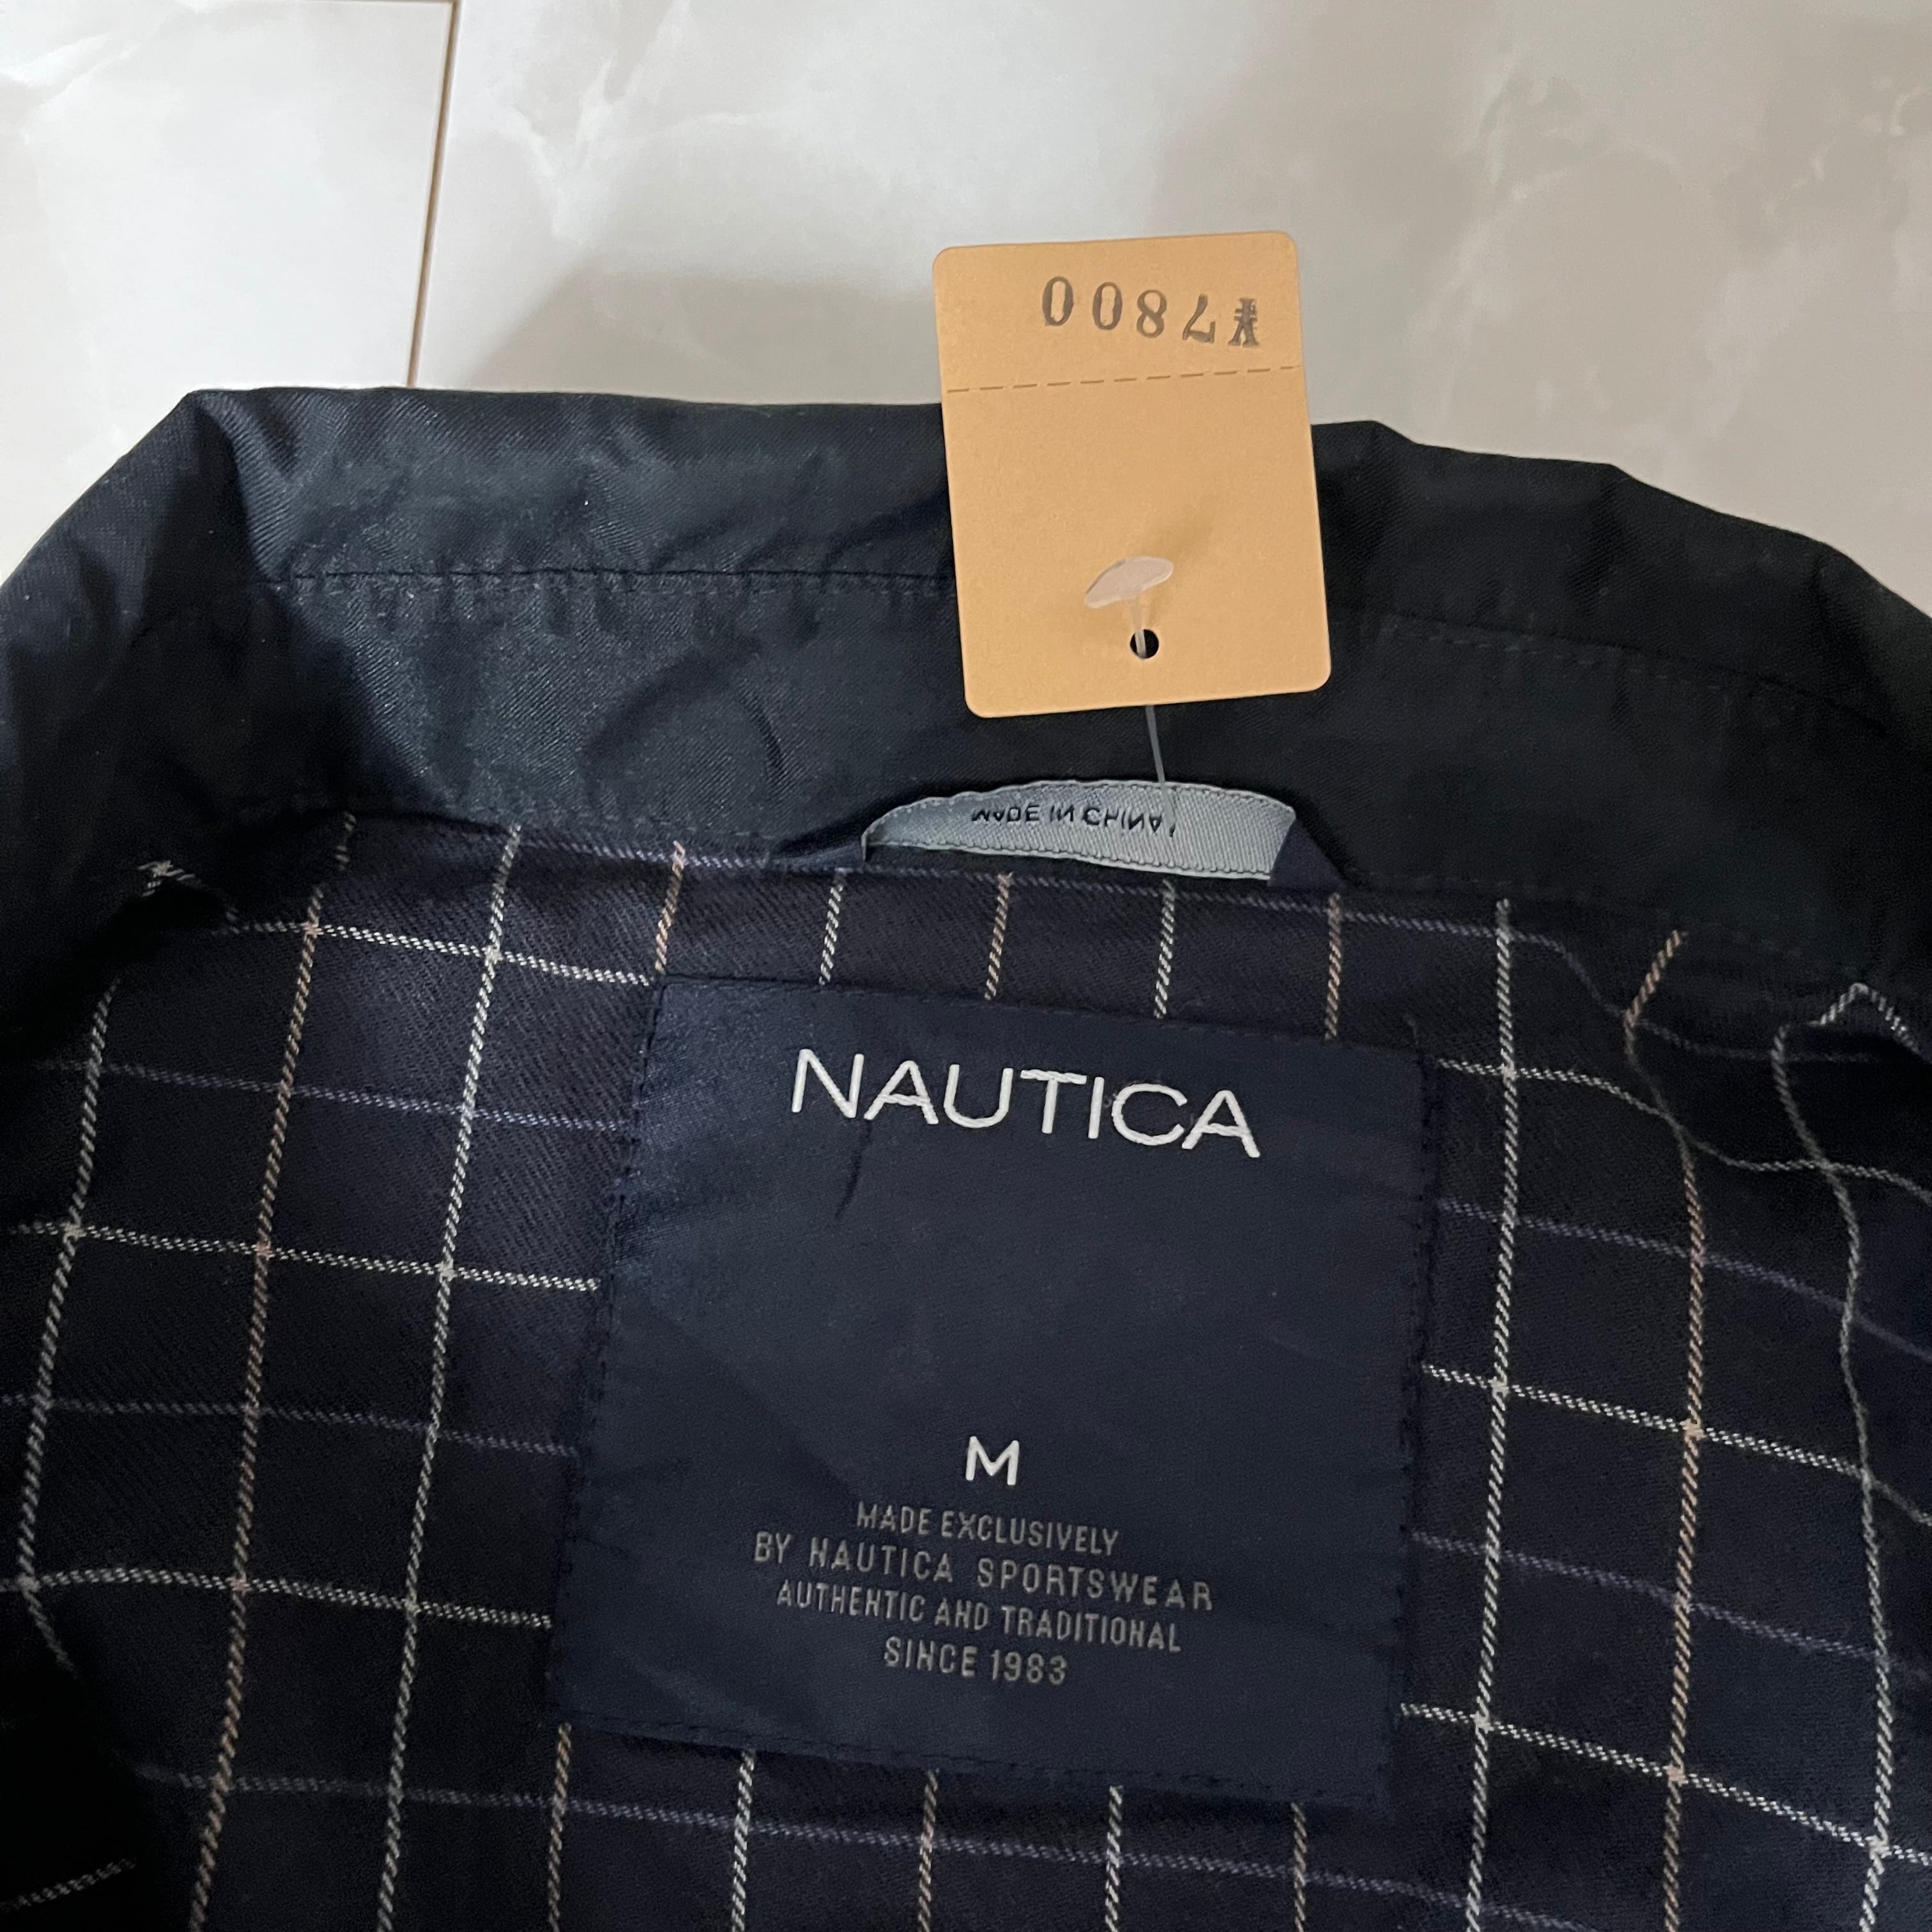 ¥7800
MADE IN CHINA
NAUTICA
M
MADE EXCLUSIVELY
BY NAUTICA SPORTSWEAR
AUTHENTIC AND TRADITIONAL
SINCE 1983